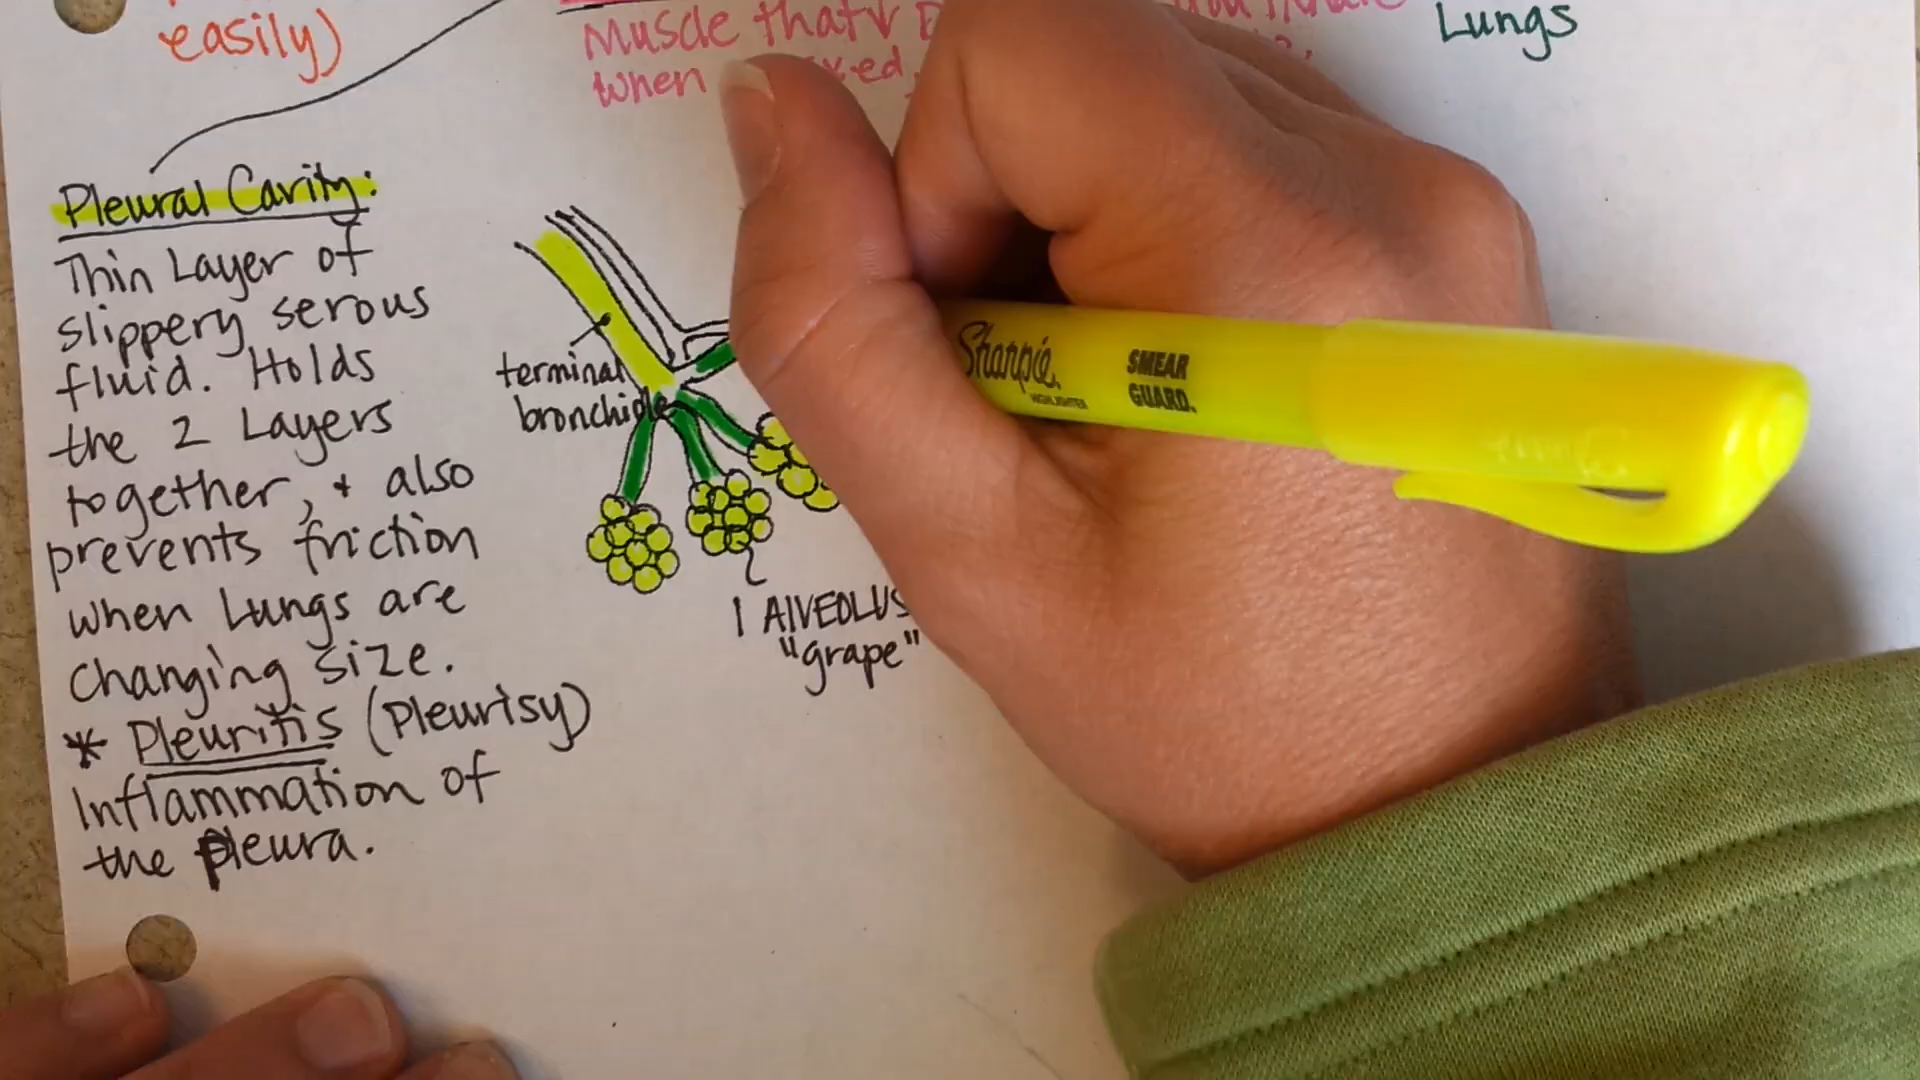 easily)
Muscle that
when
Lungs
Pleural Cavity:
Thin Layer of
slippery serous
fluid. Holds
the 2 Layers
together, + also
prevents friction
when Lungs are
changing size.
* Pleuritis (Pleurisy)
Inflammation of
the Pleura.
terminal
bronchiole
1 AlVEOLUS
"grape"
Sharpie
HIGHLIGHTER
SMEAR
GUARD